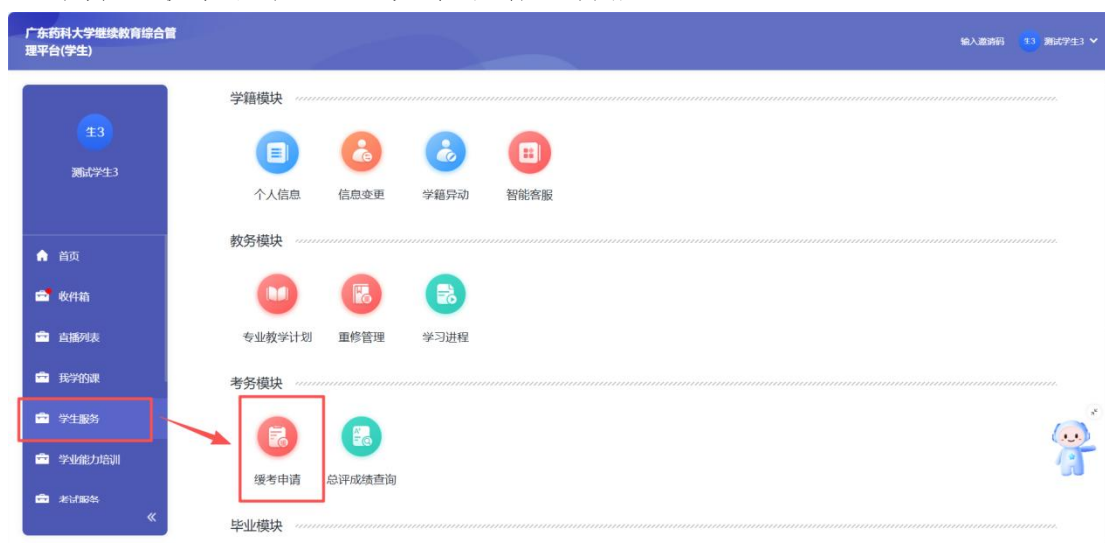 广东药科大学继续教育综合管
理平台(学生)
输入邀请码 生3 测试学生3
生3
测试学生3
首页
收件箱
直播列表
我学的课
学生服务
学业能力培训
考试服务
学籍模块
个人信息 信息变更 学籍异动 智能客服
教务模块
专业教学计划 重修管理 学习进程
考务模块
缓考申请 总评成绩查询
毕业模块